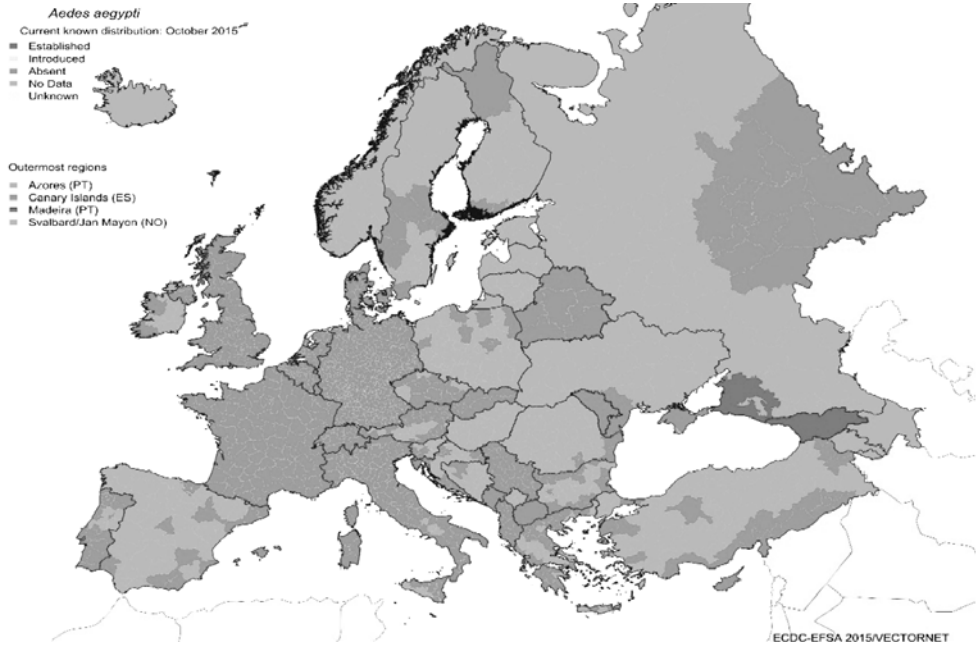 Aedes aegypti
Current known distribution: October 2015
Established
Introduced
Absent
No Data
Unknown
Outermost regions
Azores (PT)
Canary Islands (ES)
Madeira (PT)
Svalbard/Jan Mayen (NO)
ECDC-EFSA 2015/VECTORNET